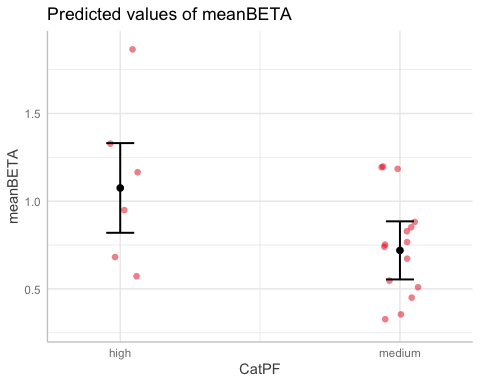 Predicted values of meanBETA
meanBETA
1.5
1.0
0.5
high
medium
CatPF